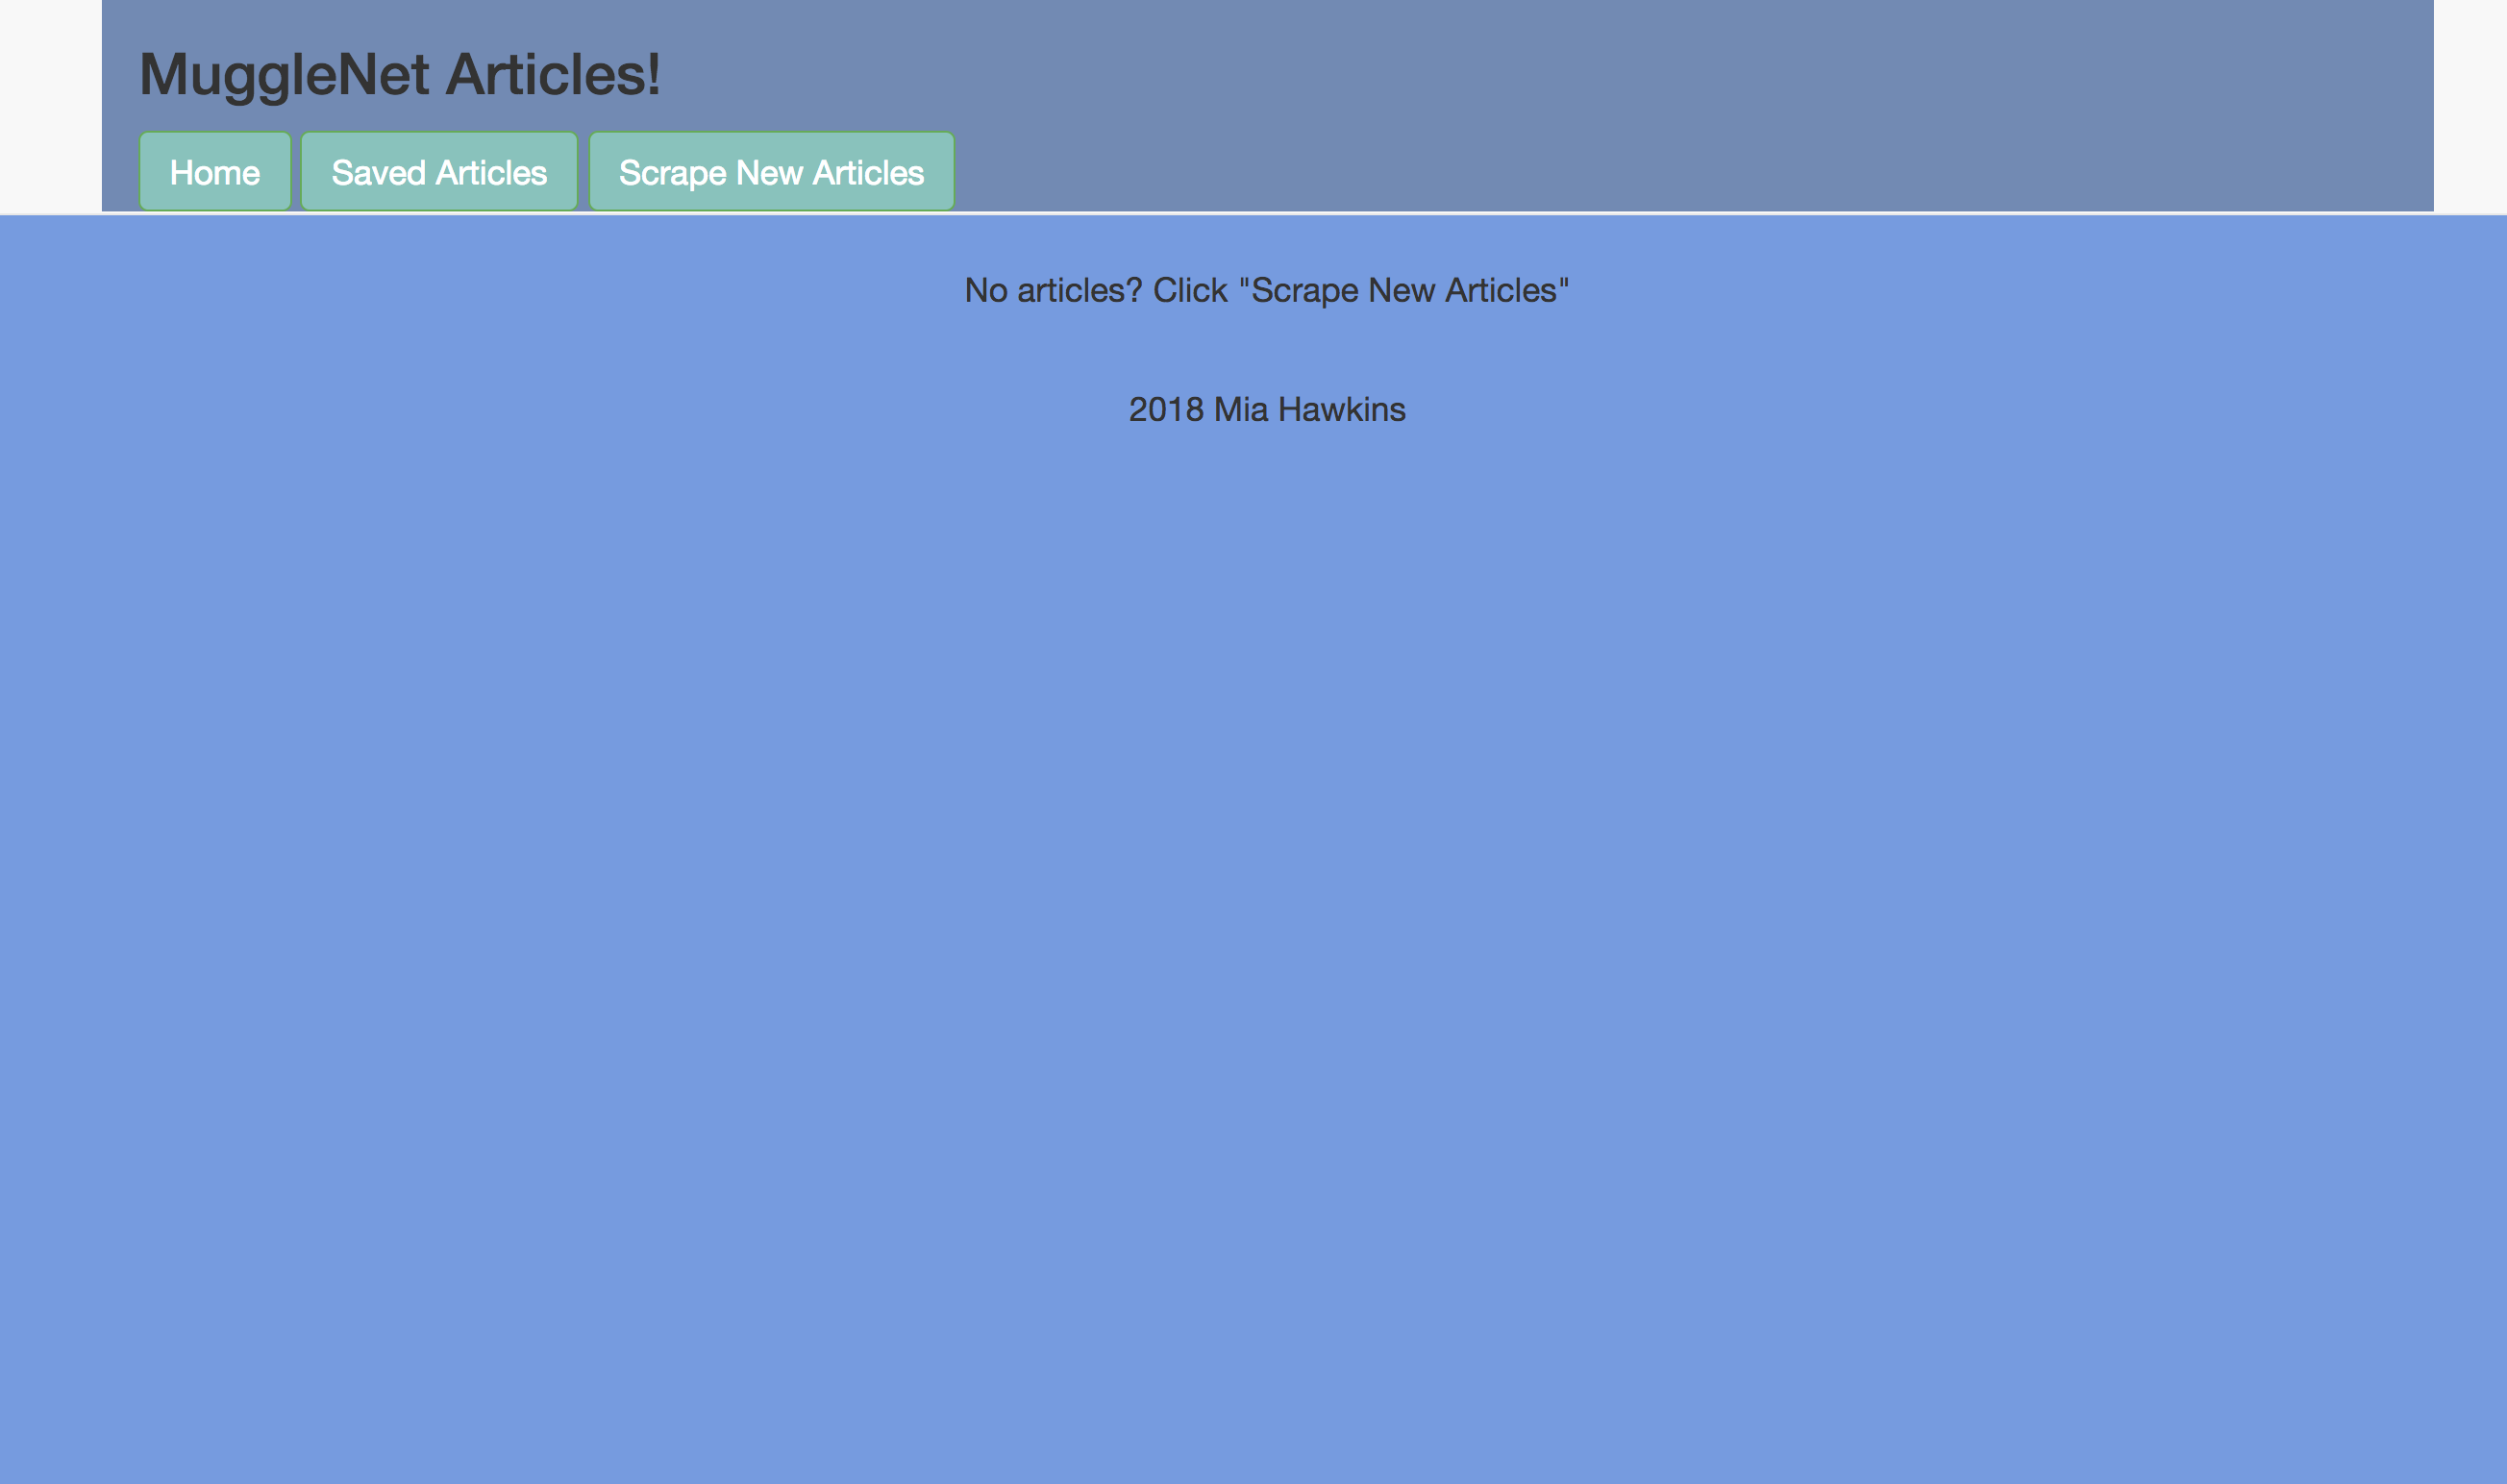 MuggleNet Articles!
Home Saved Articles Scrape New Articles
No articles? Click "Scrape New Articles"
2018 Mia Hawkins